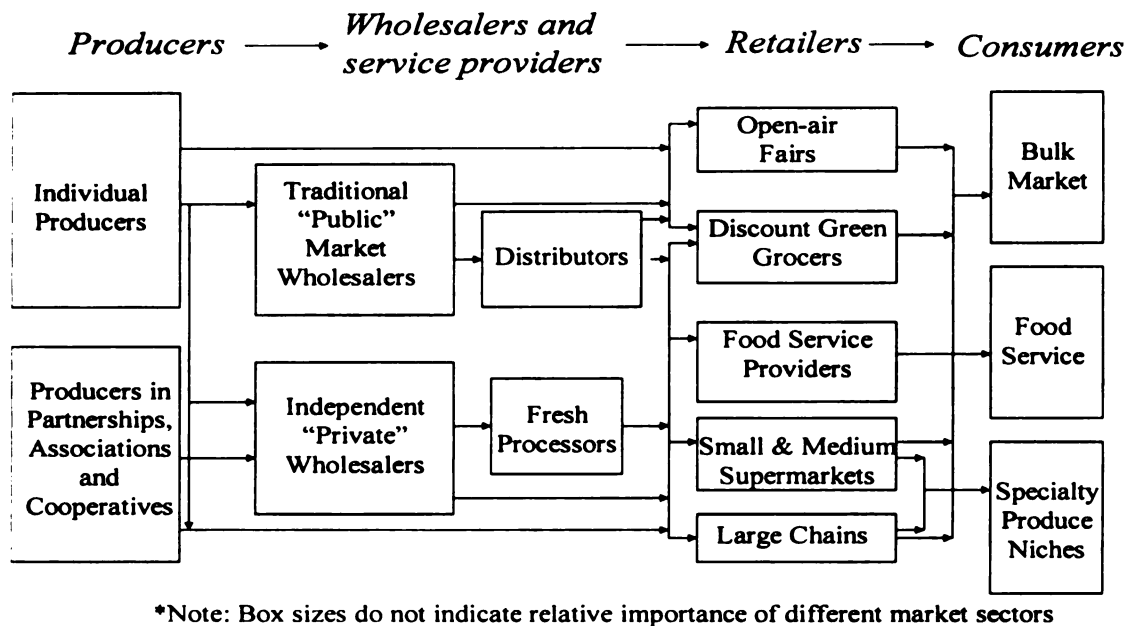 Producers
Wholesalers and
service providers
Retailers
Consumers
Individual
Producers
Producers in
Partnerships,
Associations
and
Cooperatives
Traditional
“Public”
Market
Wholesalers
Independent
“Private”
Wholesalers
Distributors
Fresh
Processors
Open-air
Fairs
Discount Green
Grocers
Food Service
Providers
Small & Medium
Supermarkets
Large Chains
Bulk
Market
Food
Service
Specialty
Produce
Niches
*Note: Box sizes do not indicate relative importance of different market sectors